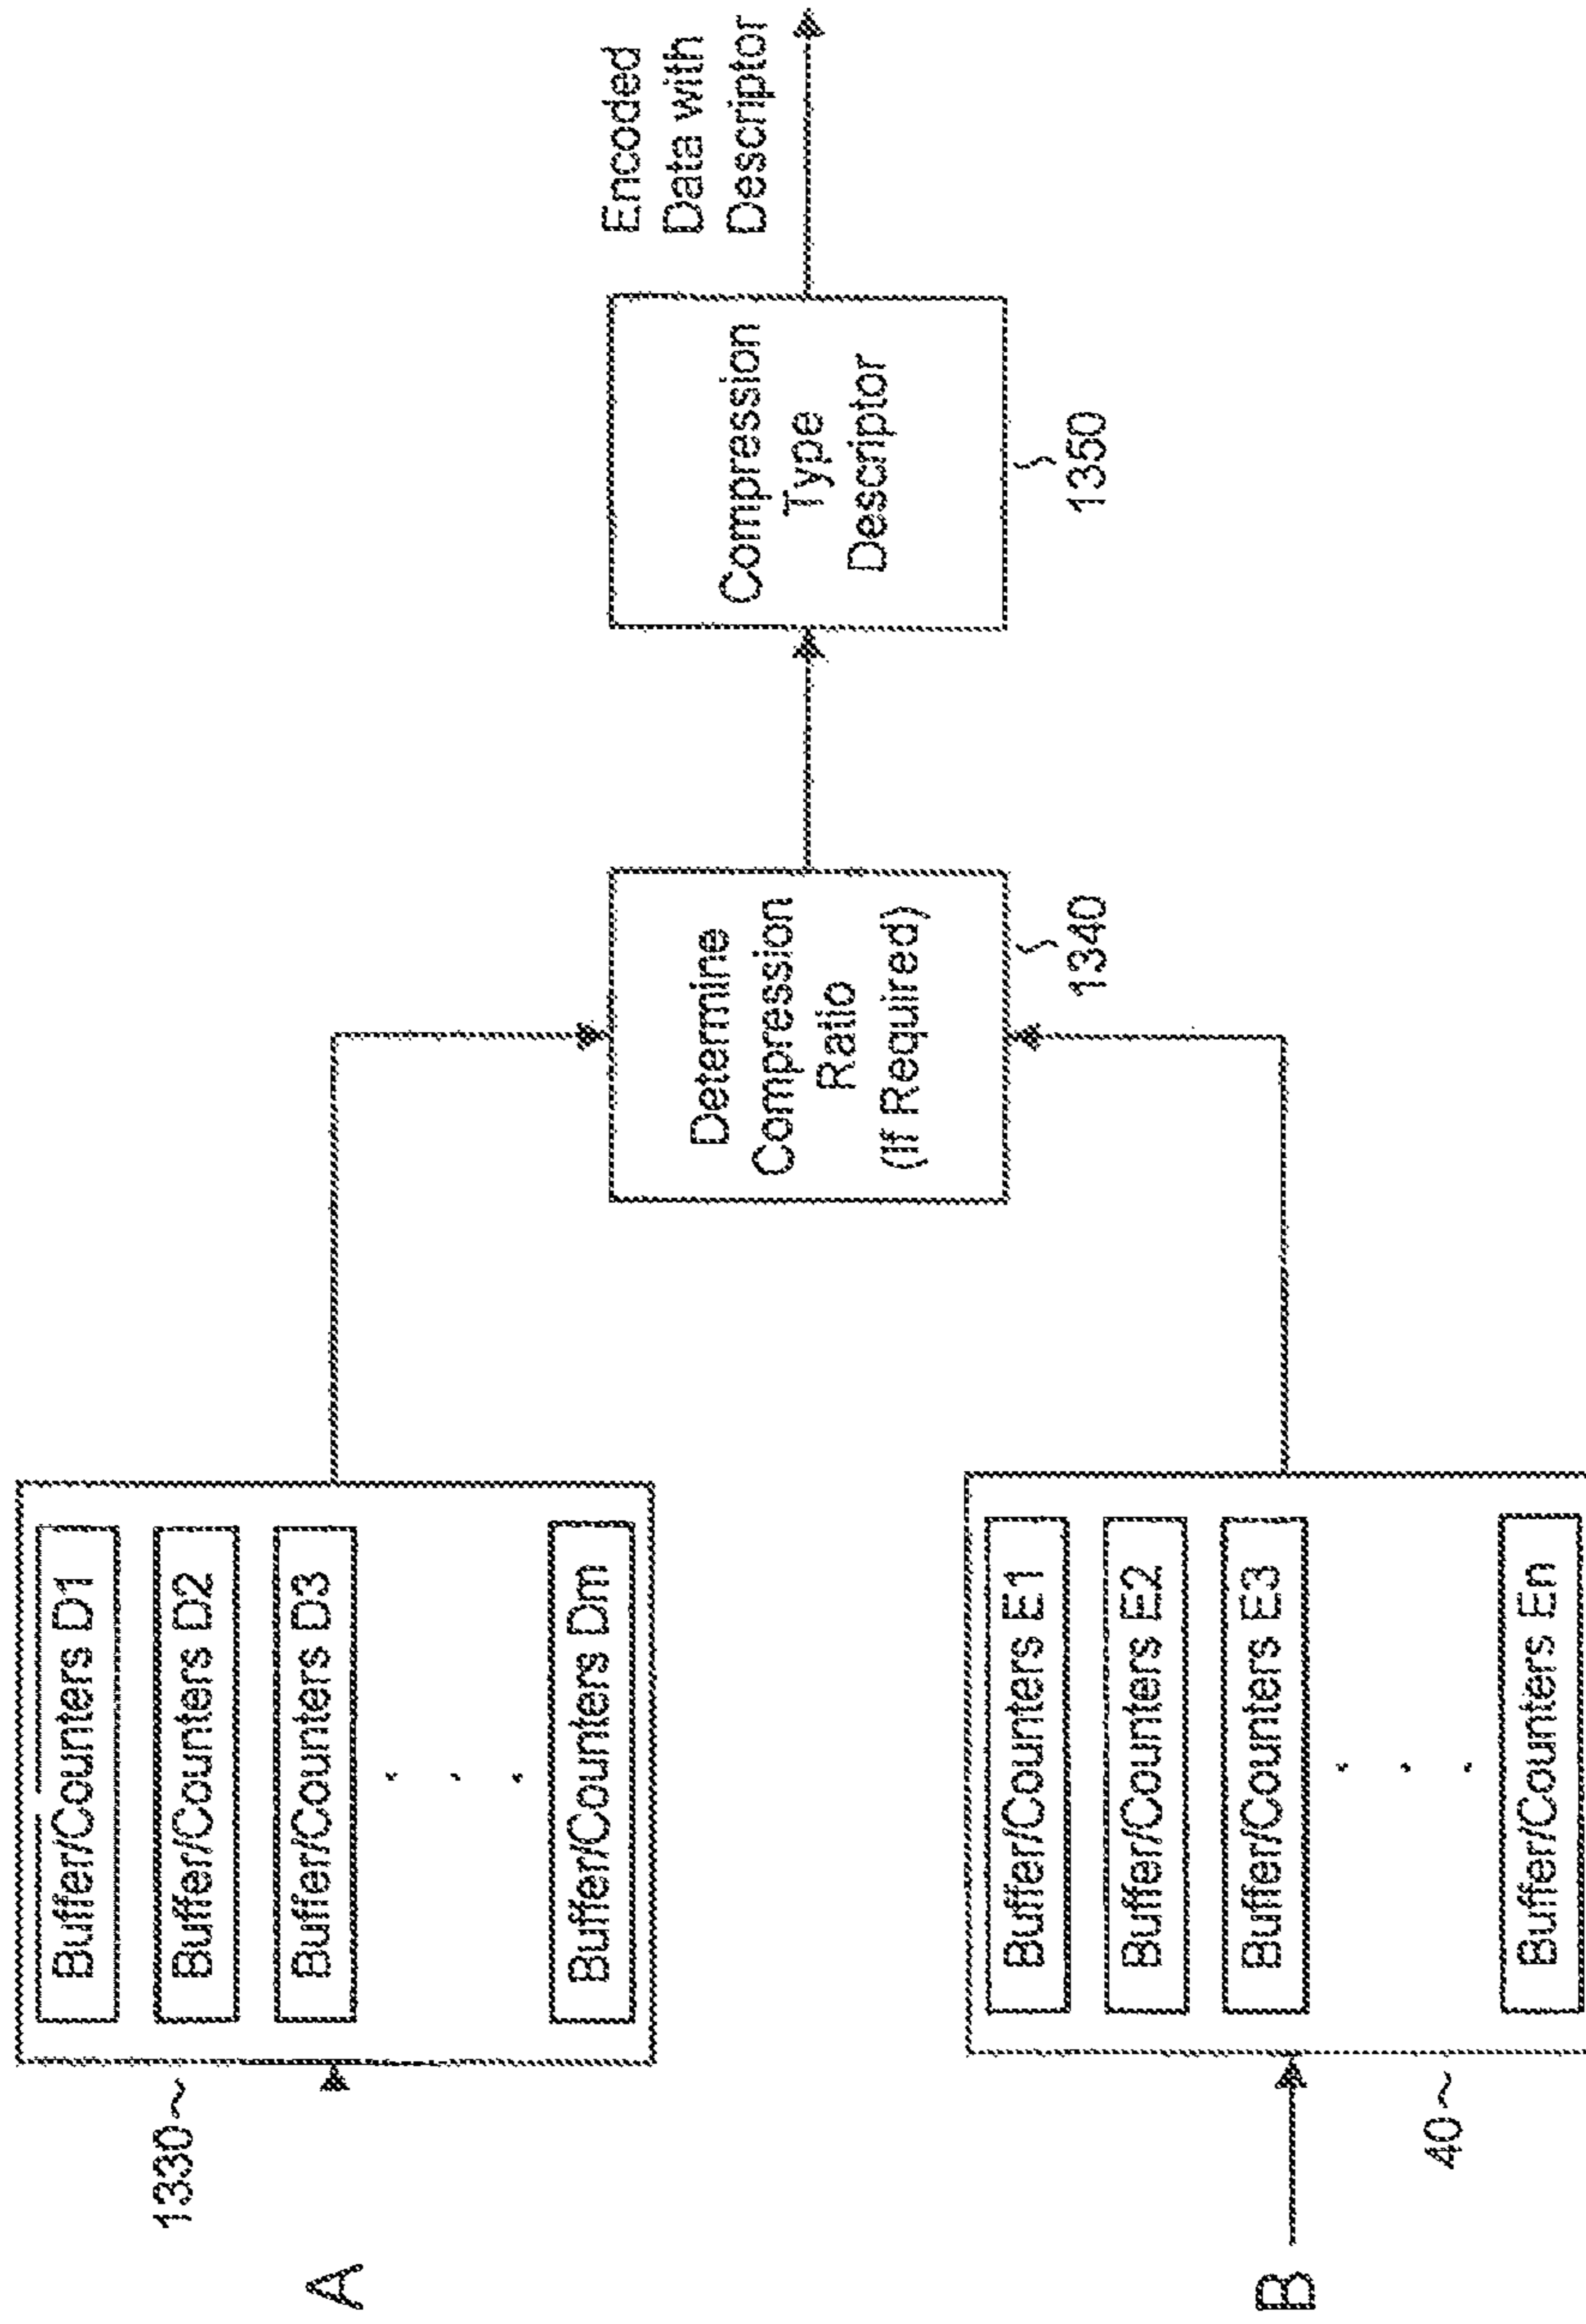 A
1330
Buffer/Counters D1
Buffer/Counters D2
Buffer/Counters D3
Buffer/Counters Dm
B
40
Buffer/Counters E1
Buffer/Counters E2
Buffer/Counters E3
Buffer/Counters En
Determine
Compression
Ratio
(If Required)
1340
Compression
Type
Descriptor
1350
Encoded
Data with
Descriptor